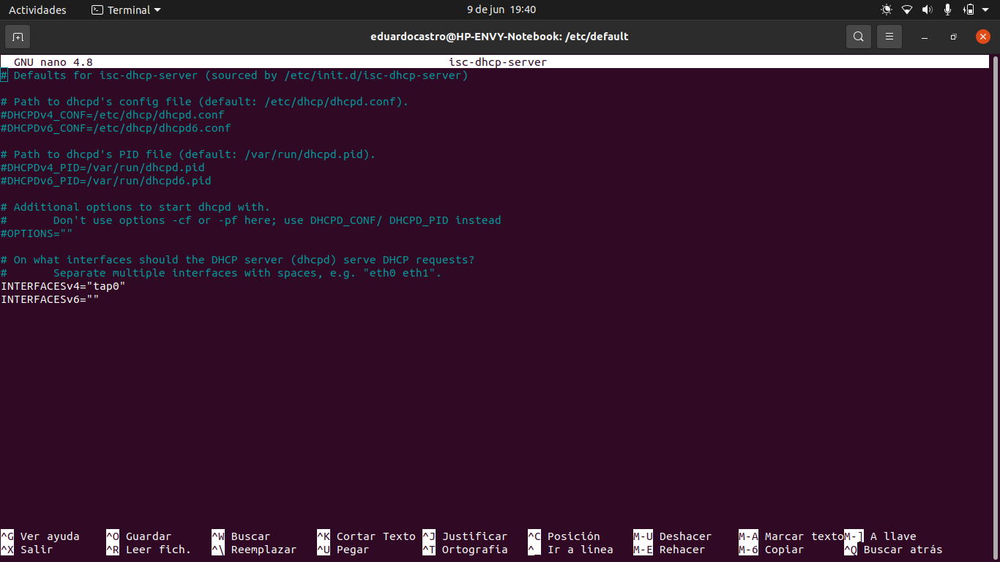 Actividades
Terminal
9 de jun 19:40
eduardocastro@HP-ENVY-Notebook: /etc/default
GNU nano 4.8 isc-dhcp-server
# Defaults for isc-dhcp-server (sourced by /etc/init.d/isc-dhcp-server)
# Path to dhcpd's config file (default: /etc/dhcp/dhcpd.conf).
#DHCPDv4_CONF=/etc/dhcp/dhcpd.conf
#DHCPDv6_CONF=/etc/dhcp/dhcpd6.conf
# Path to dhcpd's PID file (default: /var/run/dhcpd.pid).
#DHCPDv4_PID=/var/run/dhcpd.pid
#DHCPDv6_PID=/var/run/dhcpd6.pid
# Additional options to start dhcpd with.
#       Don't use options -cf or -pf here; use DHCPD_CONF/ DHCPD_PID instead
#OPTIONS=""
# On what interfaces should the DHCP server (dhcpd) serve DHCP requests?
#       Separate multiple interfaces with spaces, e.g. "eth0 eth1".
INTERFACESv4="tap0"
INTERFACESv6=""
^G Ver ayuda ^O Guardar ^W Buscar ^K Cortar Texto ^J Justificar ^C Posición M-U Deshacer M-A Marcar texto M-] A llave
^X Salir ^R Leer fich. ^\ Reemplazar ^U Pegar ^T Ortografía ^_ Ir a línea M-E Rehacer M-6 Copiar ^Q Buscar atrás